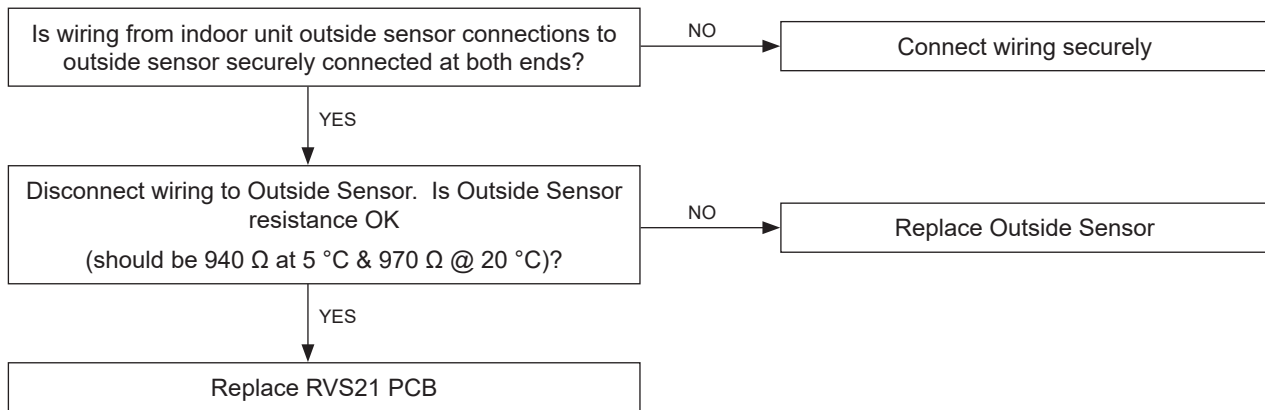 Is wiring from indoor unit outside sensor connections to
outside sensor securely connected at both ends?
NO
Connect wiring securely
YES
Disconnect wiring to Outside Sensor. Is Outside Sensor
resistance OK
(should be 940 Ω at 5 °C & 970 Ω @ 20 °C)?
NO
Replace Outside Sensor
YES
Replace RVS21 PCB